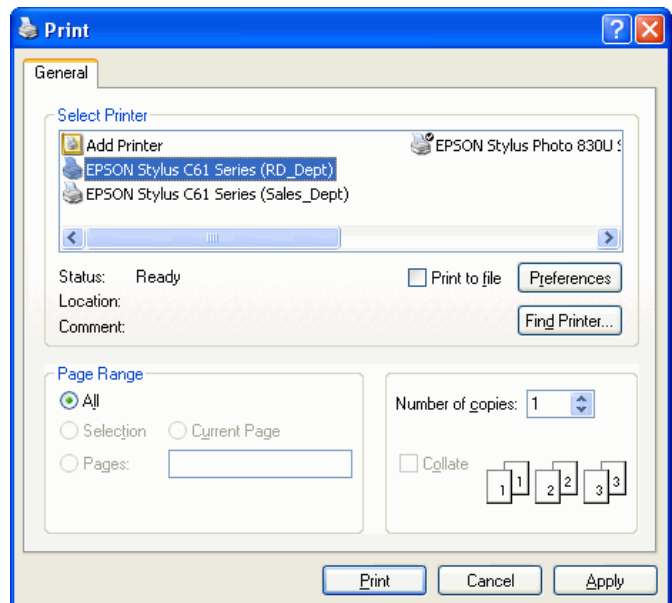 Print
General
Select Printer
Add Printer
EPSON Stylus Photo 830U S
EPSON Stylus C61 Series (RD_Dept)
EPSON Stylus C61 Series (Sales_Dept)
Status: Ready
Print to file
Preferences
Location:
Comment:
Find Printer...
Page Range
All
Selection
Current Page
Pages:
Number of copies: 1
Collate
1 1 2 2 3 3
Print
Cancel
Apply